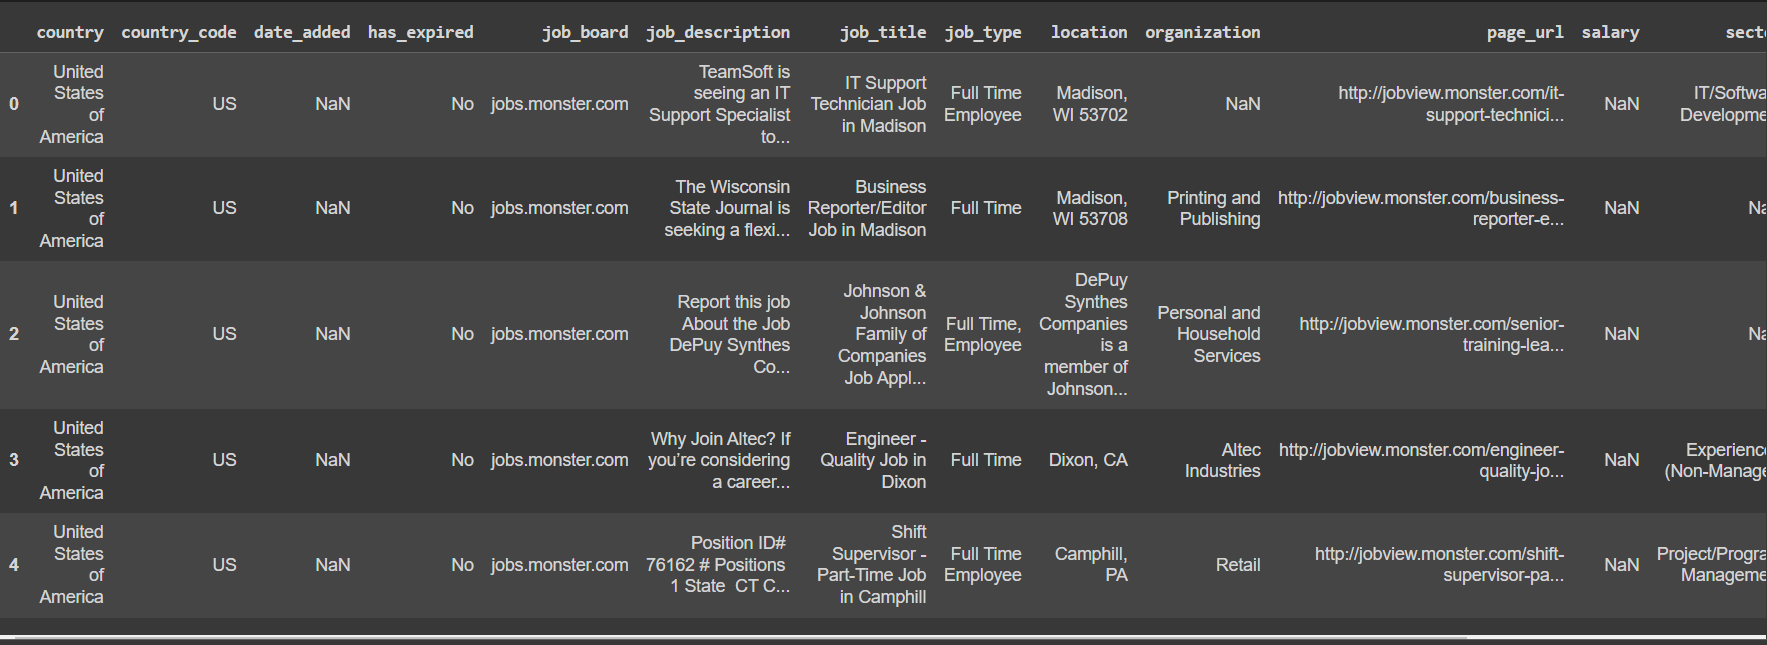 country country_code date_added has_expired job_board job_description job_title job_type location organization page_url salary secto
0
United
States
of
America
US
NaN
No
jobs.monster.com
TeamSoft is
seeing an IT
Support Specialist
to...
IT Support
Technician Job
in Madison
Full Time
Employee
Madison,
WI 53702
NaN
http://jobview.monster.com/it-
support-technici...
NaN
IT/Softwa
Developme
1
United
States
of
America
US
NaN
No
jobs.monster.com
The Wisconsin
State Journal is
seeking a flexi...
Business
Reporter/Editor
Job in Madison
Full Time
Madison,
WI 53708
Printing and
Publishing
http://jobview.monster.com/business-
reporter-e...
NaN
Na
2
United
States
of
America
US
NaN
No
jobs.monster.com
Report this job
About the Job
DePuy Synthes
Co...
Johnson &
Johnson
Family of
Companies
Job Appl...
Full Time,
Employee
DePuy
Synthes
Companies
is a
member of
Johnson...
Personal and
Household
Services
http://jobview.monster.com/senior-
training-lea...
NaN
Na
3
United
States
of
America
US
NaN
No
jobs.monster.com
Why Join Altec? If
you’re considering
a career...
Engineer -
Quality Job in
Dixon
Full Time
Dixon, CA
Altec
Industries
http://jobview.monster.com/engineer-
quality-jo...
NaN
Experienc
(Non-Manage
4
United
States
of
America
US
NaN
No
jobs.monster.com
Position ID#
76162 # Positions
1 State  CT C...
Shift
Supervisor -
Part-Time Job
in Camphill
Full Time
Employee
Camphill,
PA
Retail
http://jobview.monster.com/shift-
supervisor-pa...
NaN
Project/Progra
Manageme